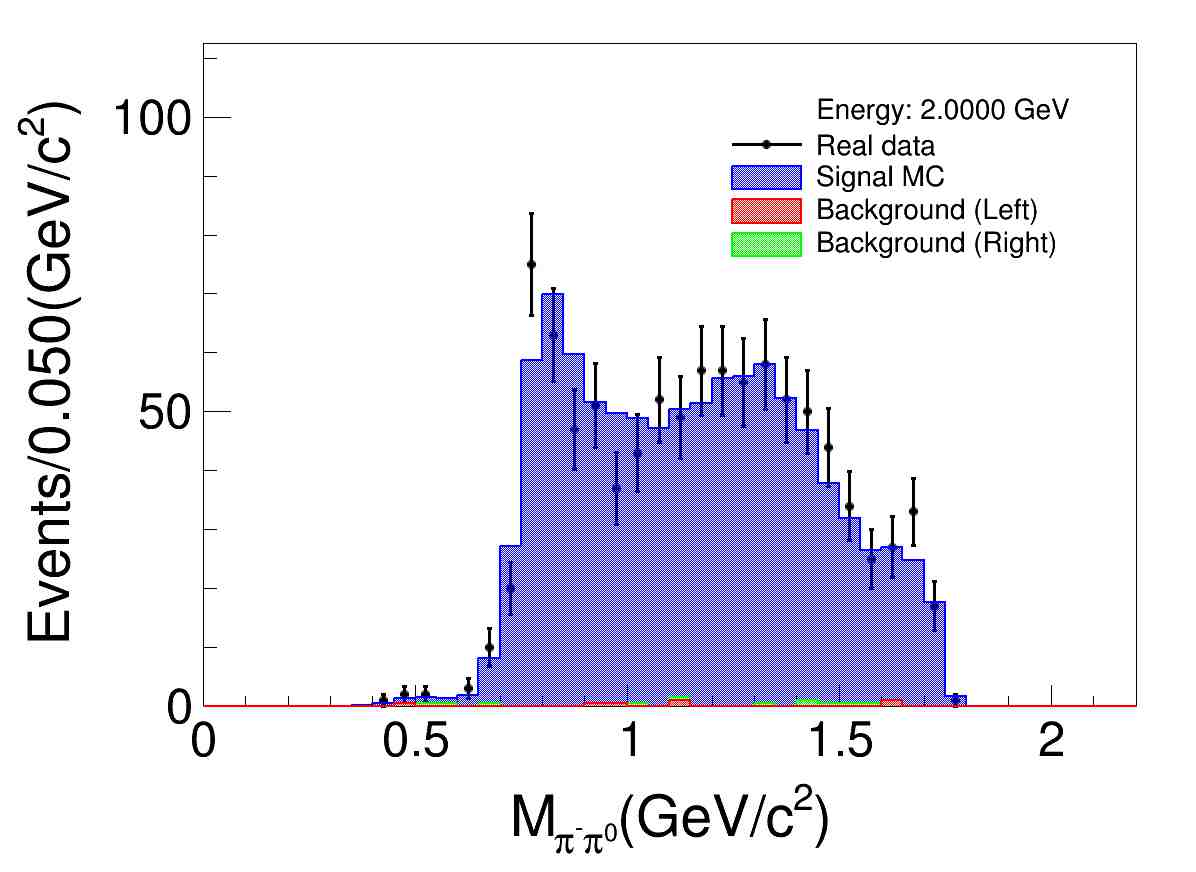 Events/0.050(GeV/c²)
100
50
0
Energy: 2.0000 GeV
Real data
Signal MC
Background (Left)
Background (Right)
0 0.5 1 1.5 2
M_π⁻π⁰(GeV/c²)